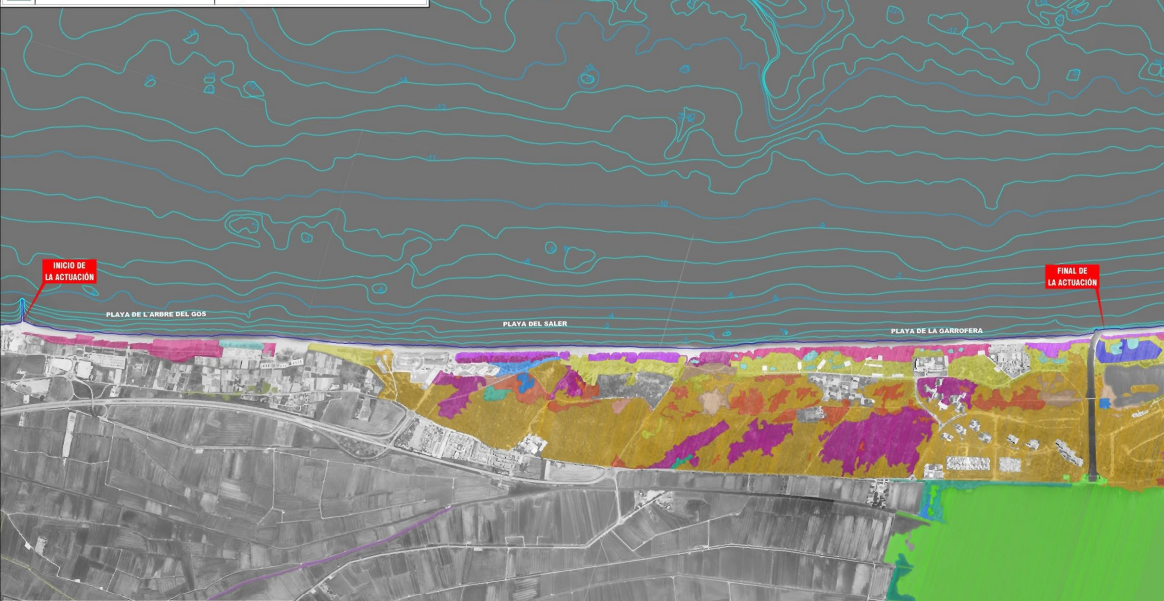 INICIO DE
LA ACTUACIÓN
FINAL DE
LA ACTUACIÓN
PLAYA DE L'ARBRE DEL GOS
PLAYA DEL SALER
PLAYA DE LA GARROFERA